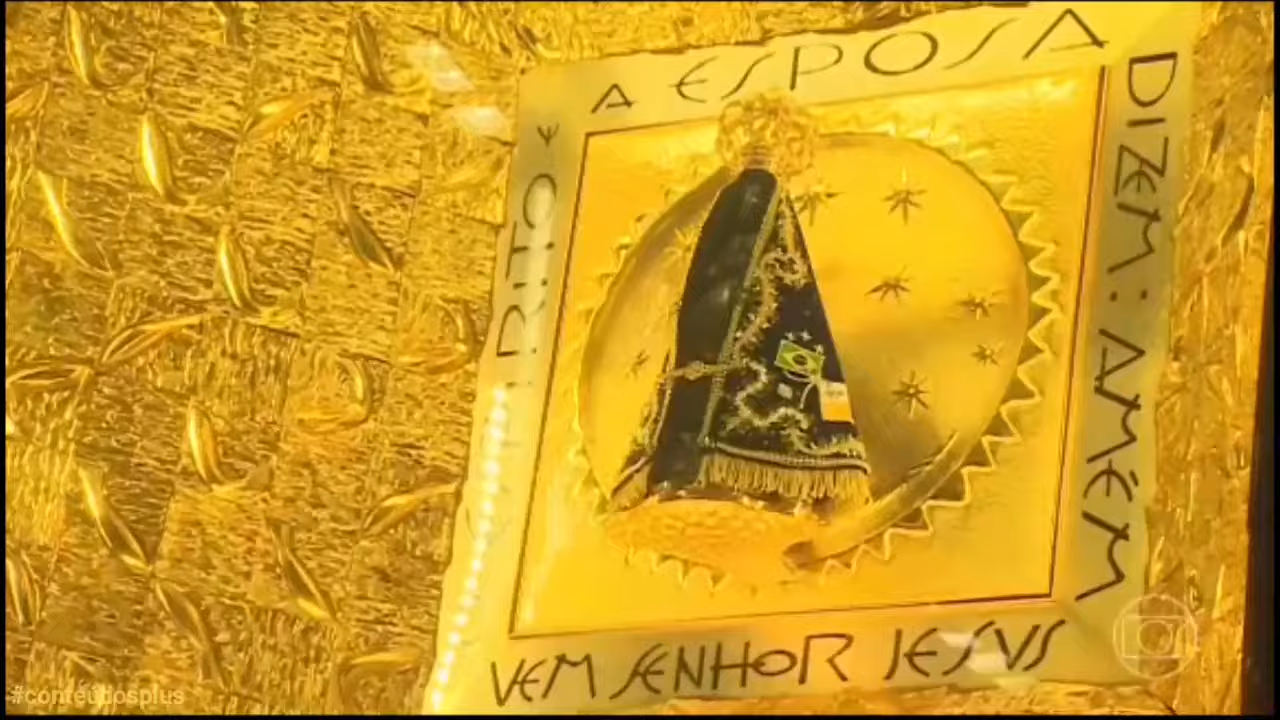 RITO E
A ESPOSA
DIZEM: AMÉM
VEM SENHOR JESUS
#conteúdosplus